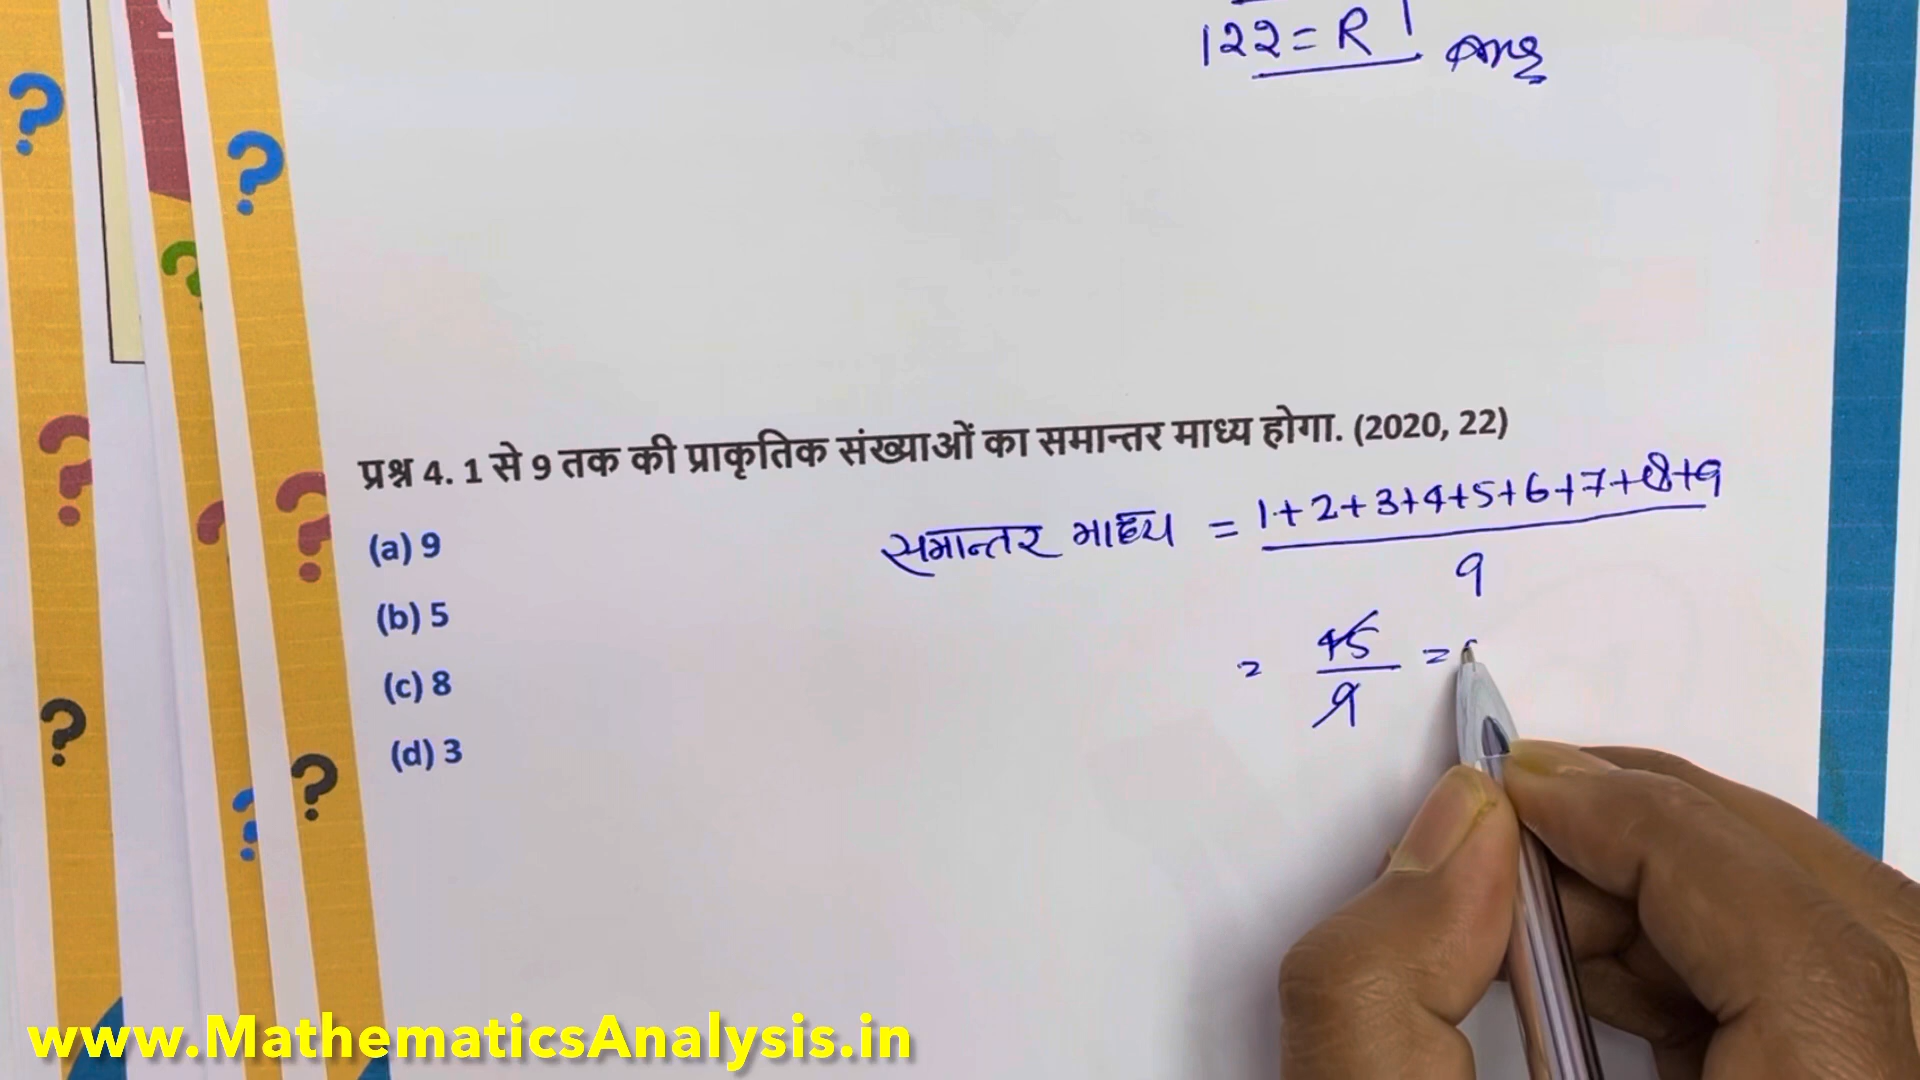 122 = R
Ans
प्रश्न 4. 1 से 9 तक की प्राकृतिक संख्याओं का समान्तर माध्य होगा. (2020, 22)
(a) 9
(b) 5
(c) 8
(d) 3
समान्तर माध्य = 1+2+3+4+5+6+7+8+9
9
= 45 =
9
www.MathematicsAnalysis.in